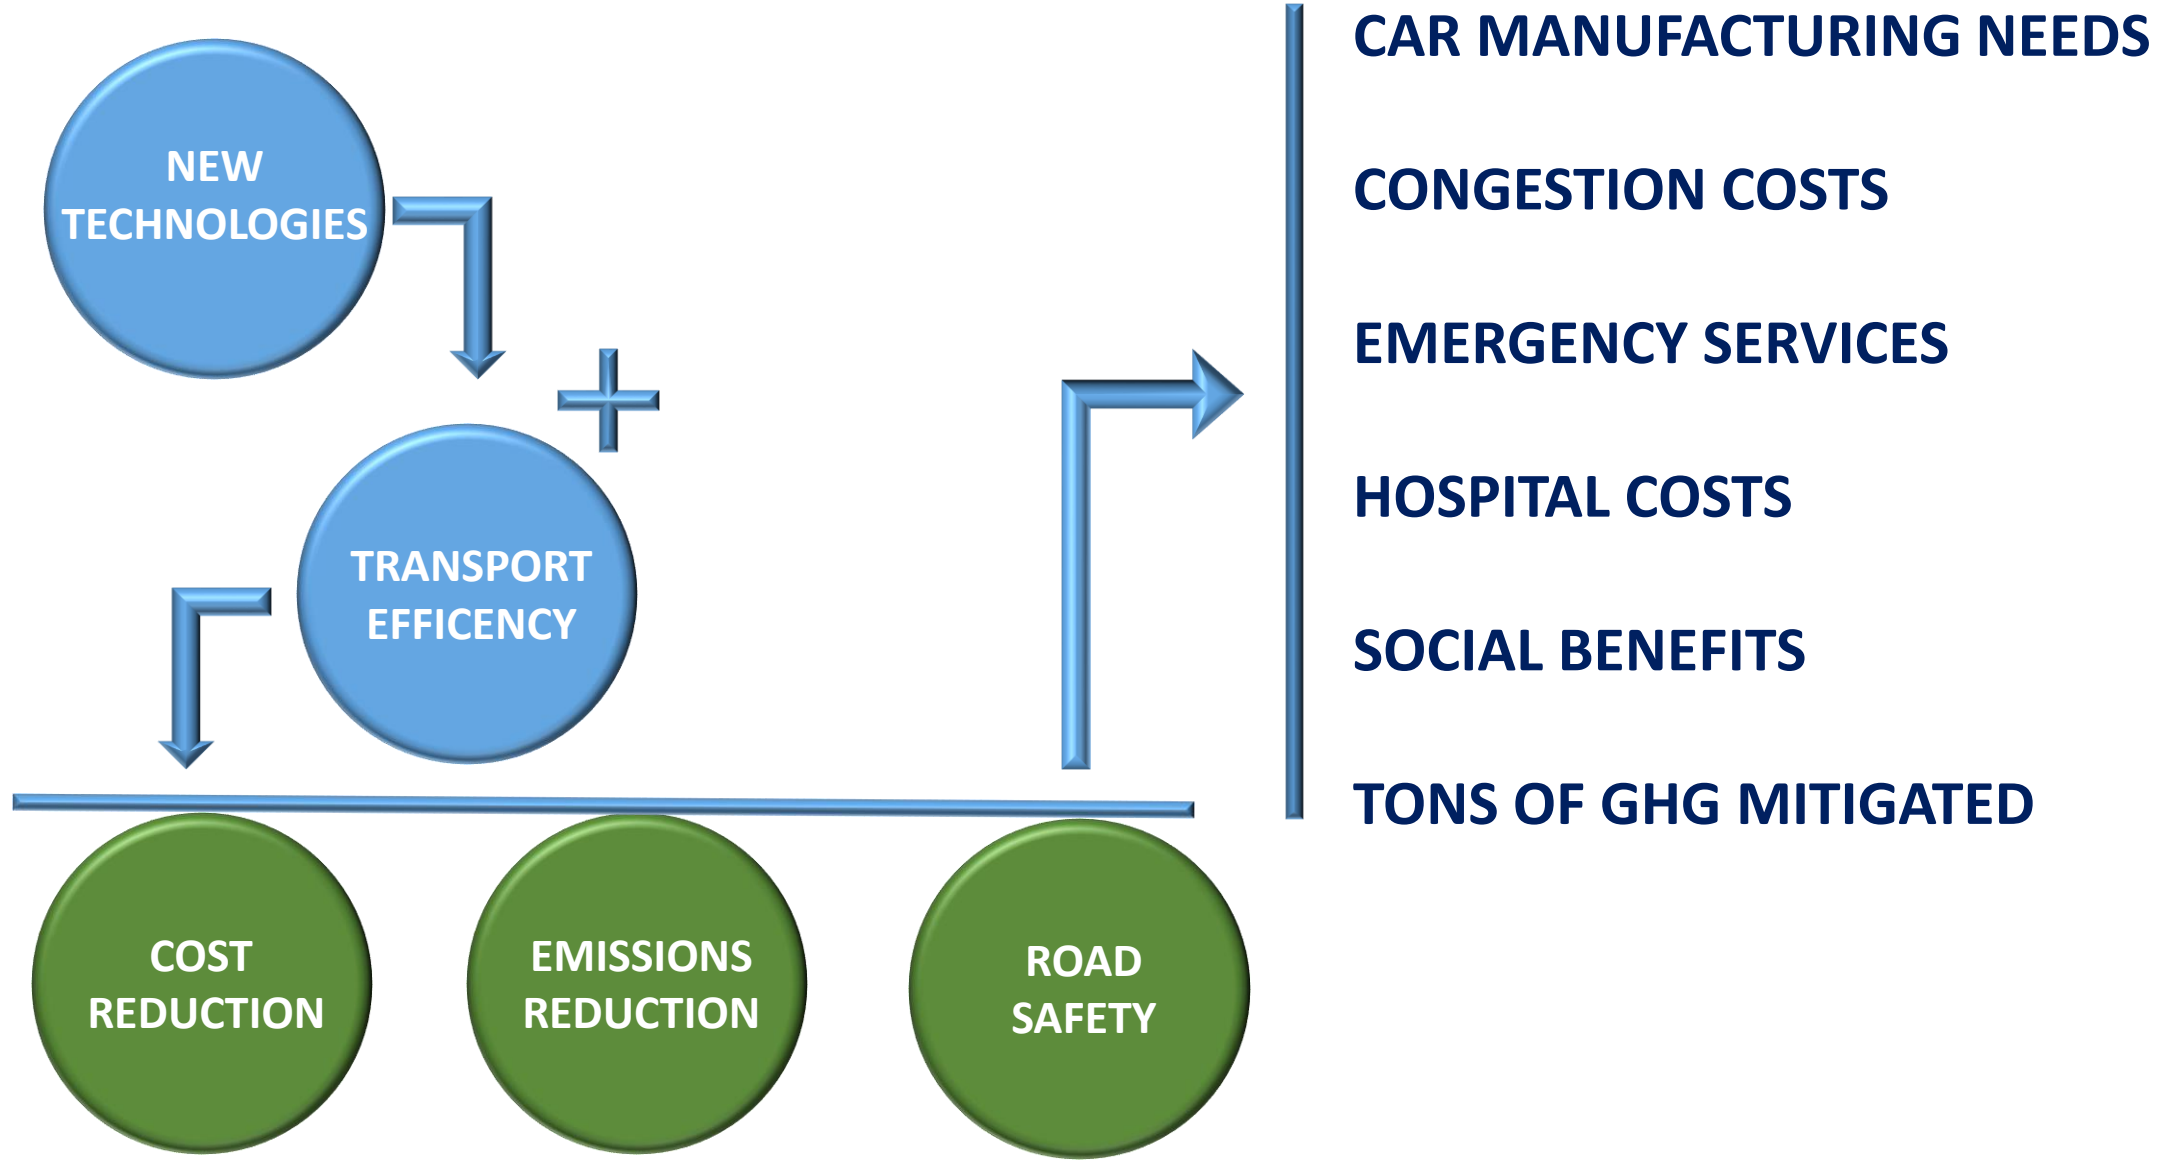 NEW
TECHNOLOGIES
TRANSPORT
EFFICENCY
COST
REDUCTION
EMISSIONS
REDUCTION
ROAD
SAFETY
CAR MANUFACTURING NEEDS
CONGESTION COSTS
EMERGENCY SERVICES
HOSPITAL COSTS
SOCIAL BENEFITS
TONS OF GHG MITIGATED